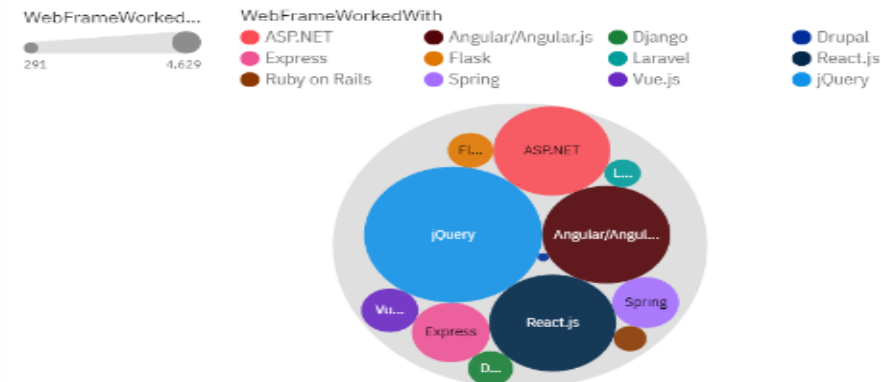 WebFrameWorked...
291 4,629
WebFrameWorkedWith
ASP.NET Angular/Angular.js Django Drupal
Express Flask Laravel React.js
Ruby on Rails Spring Vue.js jQuery
Fl...
ASP.NET
L...
jQuery
Angular/Angul...
Spring
Vu...
React.js
Express
D...